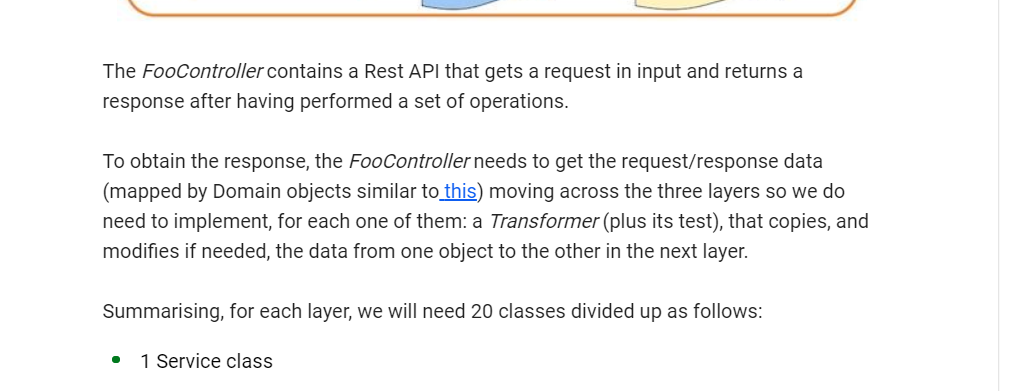 The FooController contains a Rest API that gets a request in input and returns a
response after having performed a set of operations.
To obtain the response, the FooController needs to get the request/response data
(mapped by Domain objects similar to this) moving across the three layers so we do
need to implement, for each one of them: a Transformer (plus its test), that copies, and
modifies if needed, the data from one object to the other in the next layer.
Summarising, for each layer, we will need 20 classes divided up as follows:
• 1 Service class